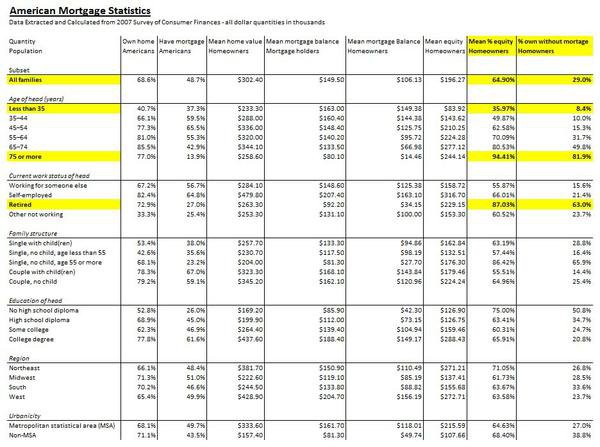 American Mortgage Statistics
Data Extracted and Calculated from 2007 Survey of Consumer Finances - all dollar quantities in thousands
Quantity Own home Have mortgage Mean home value Mean mortgage balance Mean mortgage Balance Mean equity Mean % equity % own without mortage
Population Americans Americans Homeowners Mortgage holders Homeowners Homeowners Homeowners Homeowners
Subset
All families 68.6% 48.7% $302.40 $149.50 $106.13 $196.27 64.90% 29.0%
Age of head (years)
Less than 35 40.7% 37.3% $233.30 $163.00 $149.38 $83.92 35.97% 8.4%
35–44 66.1% 59.5% $288.00 $160.40 $144.38 $143.62 49.87% 10.0%
45–54 77.3% 65.5% $336.00 $148.40 $125.75 $210.25 62.58% 15.3%
55–64 81.0% 55.3% $320.00 $140.20 $95.72 $224.28 70.09% 31.7%
65–74 85.5% 42.9% $344.10 $133.50 $66.98 $277.12 80.53% 49.8%
75 or more 77.0% 13.9% $258.60 $80.10 $14.46 $244.14 94.41% 81.9%
Current work status of head
Working for someone else 67.2% 56.7% $284.10 $148.60 $125.38 $158.72 55.87% 15.6%
Self-employed 82.4% 64.8% $479.80 $207.40 $163.10 $316.70 66.01% 21.4%
Retired 72.9% 27.0% $263.30 $92.20 $34.15 $229.15 87.03% 63.0%
Other not working 33.3% 25.4% $253.30 $131.10 $100.00 $153.30 60.52% 23.7%
Family structure
Single with child(ren) 53.4% 38.0% $257.70 $133.30 $94.86 $162.84 63.19% 28.8%
Single, no child, age less than 55 42.6% 35.6% $230.70 $117.50 $98.19 $132.51 57.44% 16.4%
Single, no child, age 55 or more 68.1% 23.2% $204.00 $81.30 $27.70 $176.30 86.42% 65.9%
Couple with child(ren) 78.3% 67.0% $323.30 $168.10 $143.84 $179.46 55.51% 14.4%
Couple, no child 79.2% 59.1% $345.20 $162.10 $120.96 $224.24 64.96% 25.4%
Education of head
No high school diploma 52.8% 26.0% $169.20 $85.90 $42.30 $126.90 75.00% 50.8%
High school diploma 68.9% 45.0% $199.90 $112.00 $73.15 $126.75 63.41% 34.7%
Some college 62.3% 46.9% $264.40 $139.40 $104.94 $159.46 60.31% 24.7%
College degree 77.8% 61.6% $437.60 $188.40 $149.17 $288.43 65.91% 20.8%
Region
Northeast 66.1% 48.4% $381.70 $150.90 $110.49 $271.21 71.05% 26.8%
Midwest 71.3% 51.0% $222.60 $119.10 $85.19 $137.41 61.73% 28.5%
South 70.2% 46.6% $244.50 $133.80 $88.82 $155.68 63.67% 33.6%
West 65.4% 49.9% $428.90 $204.70 $156.19 $272.71 63.58% 23.7%
Urbanicity
Metropolitan statistical area (MSA) 68.1% 49.7% $333.60 $161.70 $118.01 $215.59 64.63% 27.0%
Non-MSA 71.1% 43.5% $157.40 $81.30 $49.74 $107.66 68.40% 38.8%